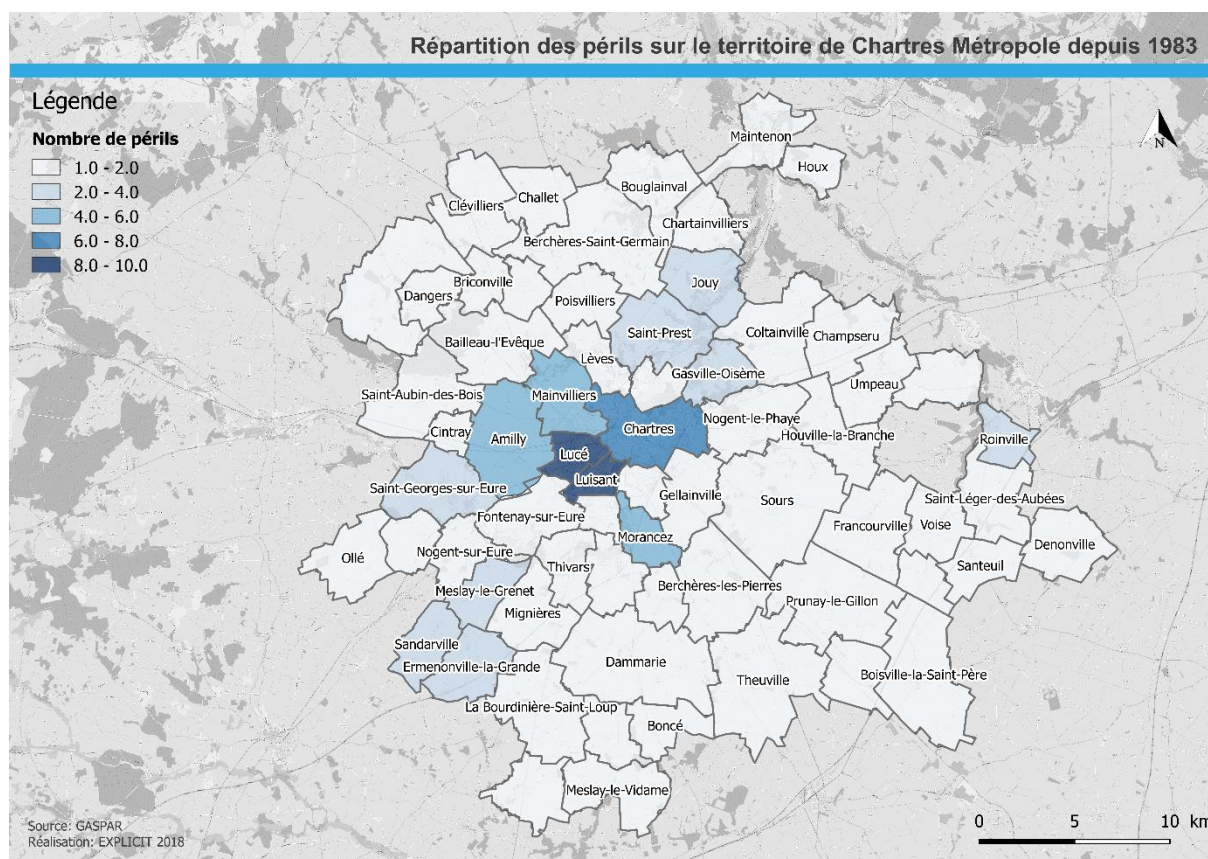 Répartition des périls sur le territoire de Chartres Métropole depuis 1983
Légende
Nombre de périls
1.0 - 2.0
2.0 - 4.0
4.0 - 6.0
6.0 - 8.0
8.0 - 10.0
N
Maintenon
Houx
Bouglainval
Challet
Clévilliers
Chartainvilliers
Berchères-Saint-Germain
Jouy
Briconville
Dangers
Poisvilliers
Saint-Prest
Coltainville
Champseru
Bailleau-l'Evêque
Lèves
Gasville-Oisème
Umpeau
Saint-Aubin-des-Bois
Mainvilliers
Nogent-le-Phaye
Chartres
Cintray
Amilly
Houville-la-Branche
Roinville
Lucé
Luisant
Saint-Georges-sur-Eure
Gellainville
Sours
Saint-Léger-des-Aubées
Fontenay-sur-Eure
Francourville
Voise
Morancez
Denonville
Ollé
Nogent-sur-Eure
Thivars
Santeuil
Meslay-le-Grenet
Berchères-les-Pierres
Mignières
Prunay-le-Gillon
Sandarville
Ermenonville-la-Grande
Dammarie
Theuville
Boisville-la-Saint-Père
La Bourdinière-Saint-Loup
Boncé
Meslay-le-Vidame
Source: GASPAR
Réalisation: EXPLICIT 2018
0 5 10 km